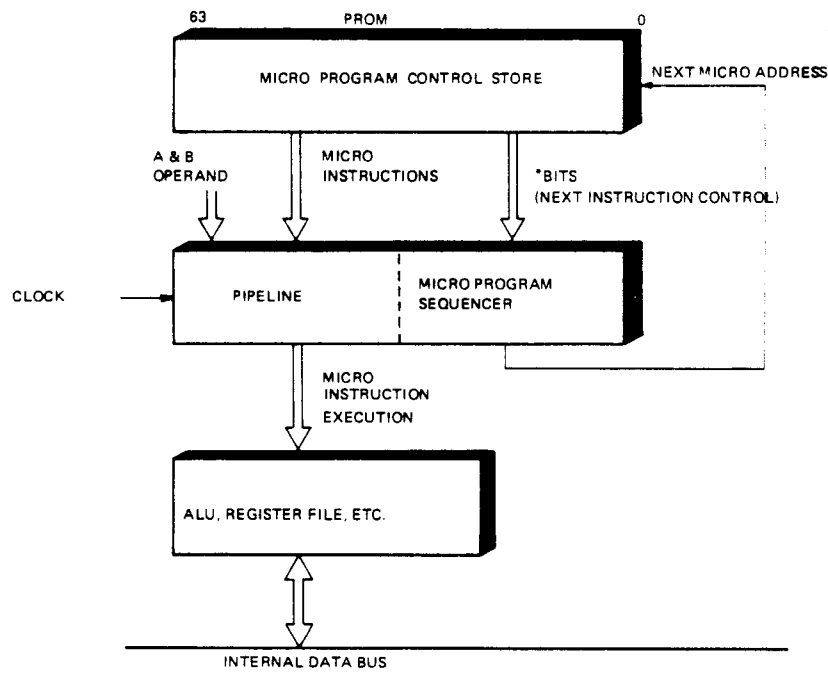 63 PROM 0
MICRO PROGRAM CONTROL STORE
NEXT MICRO ADDRESS
A & B
OPERAND
MICRO
INSTRUCTIONS
*BITS
(NEXT INSTRUCTION CONTROL)
CLOCK
PIPELINE
MICRO PROGRAM
SEQUENCER
MICRO
INSTRUCTION
EXECUTION
ALU, REGISTER FILE, ETC.
INTERNAL DATA BUS